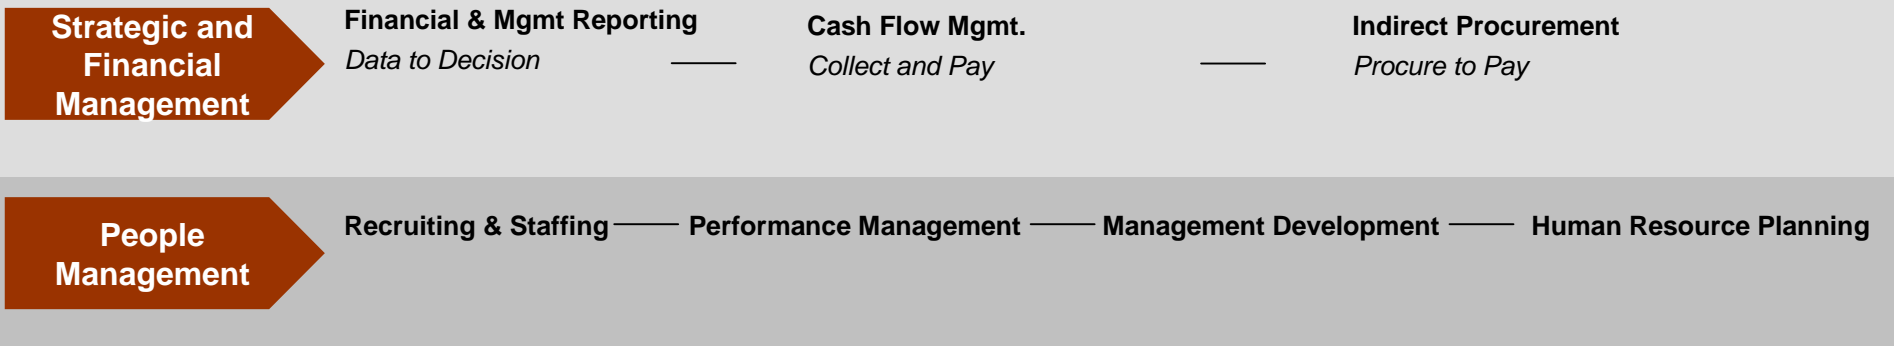 Strategic and
Financial
Management
Financial & Mgmt Reporting
Data to Decision
Cash Flow Mgmt.
Collect and Pay
Indirect Procurement
Procure to Pay
People
Management
Recruiting & Staffing
Performance Management
Management Development
Human Resource Planning